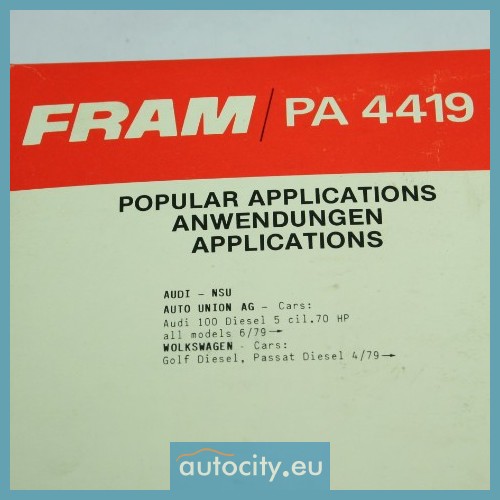 FRAM / PA 4419
POPULAR APPLICATIONS
ANWENDUNGEN
APPLICATIONS
AUDI - NSU
AUTO UNION AG - Cars:
Audi 100 Diesel 5 cil.70 HP
all models 6/79→
WOLKSWAGEN - Cars:
Golf Diesel, Passat Diesel 4/79→
autocity.eu